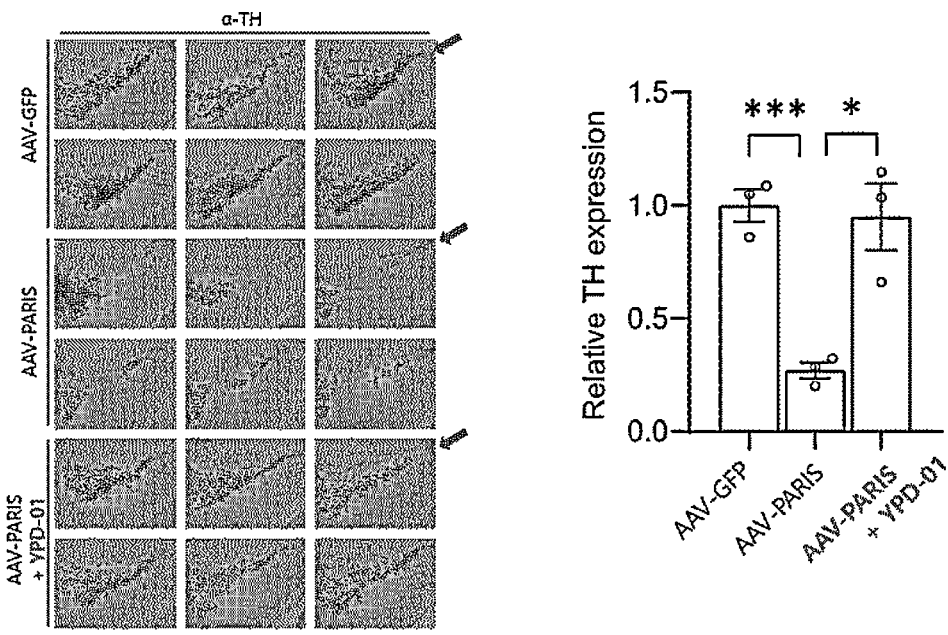 α-TH
AAV-GFP
AAV-PARIS
AAV-PARIS
+ YPD-01
Relative TH expression
1.5
1.0
0.5
0.0
*** *
AAV-GFP
AAV-PARIS
AAV-PARIS
+ YPD-01